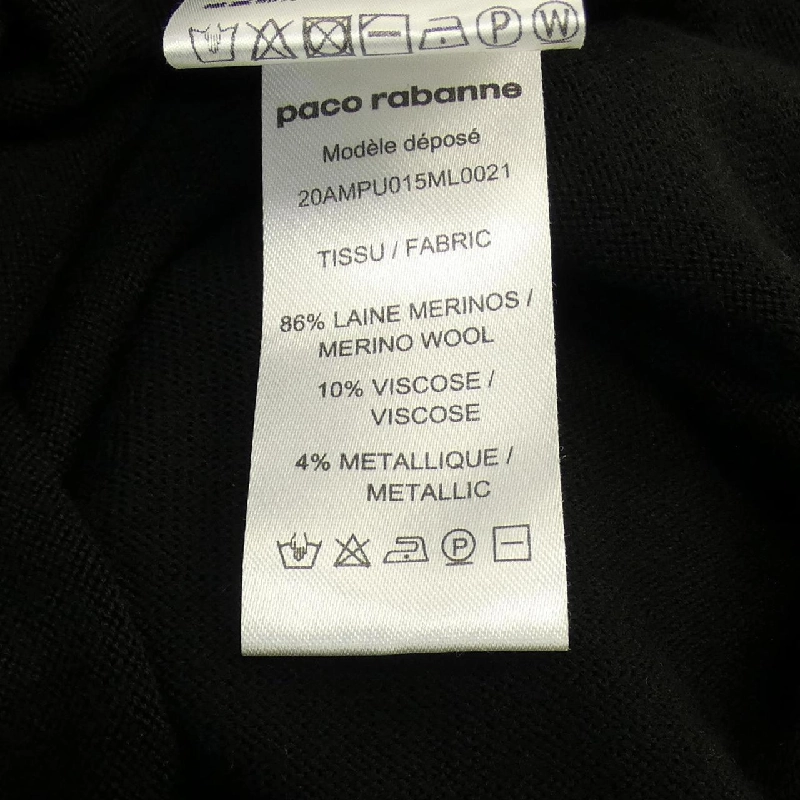 paco rabanne
Modèle déposé
20AMPU015ML0021
TISSU / FABRIC
86% LAINE MERINOS /
MERINO WOOL
10% VISCOSE /
VISCOSE
4% METALLIQUE /
METALLIC